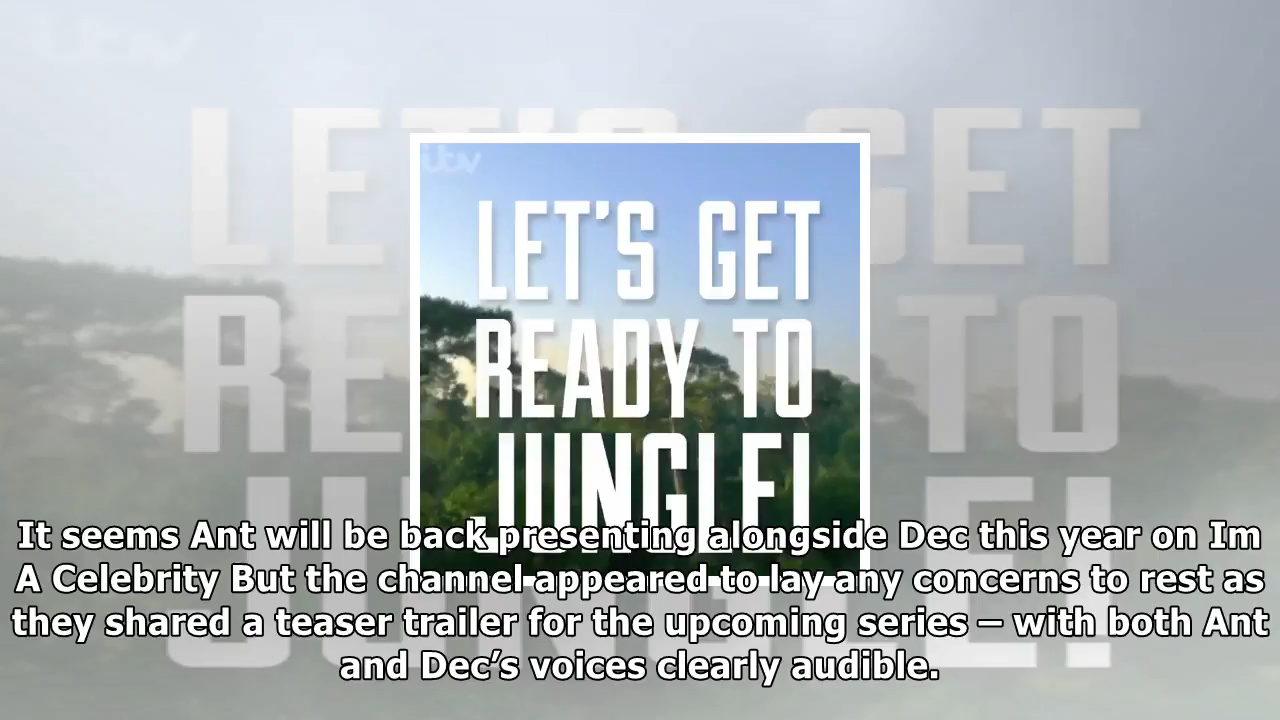 itv
LET'S GET
READY TO
JUNGLE!
It seems Ant will be back presenting alongside Dec this year on Im
A Celebrity But the channel appeared to lay any concerns to rest as
they shared a teaser trailer for the upcoming series – with both Ant
and Dec’s voices clearly audible.